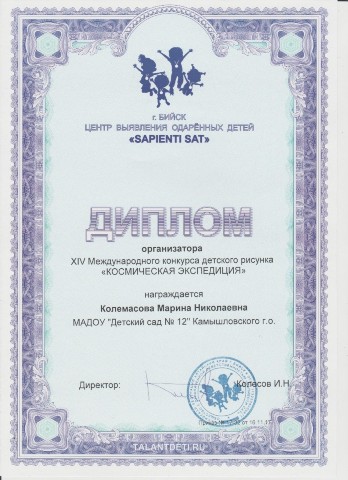 г. БИЙСК
ЦЕНТР ВЫЯВЛЕНИЯ ОДАРЁННЫХ ДЕТЕЙ
«SAPIENTI SAT»
ДИПЛОМ
организатора
XIV Международного конкурса детского рисунка
«КОСМИЧЕСКАЯ ЭКСПЕДИЦИЯ»
награждается
Колемасова Марина Николаевна
МАДОУ "Детский сад № 12" Камышловского г.о.
Директор:
Колесов И.Н.
TALANTDETI.RU